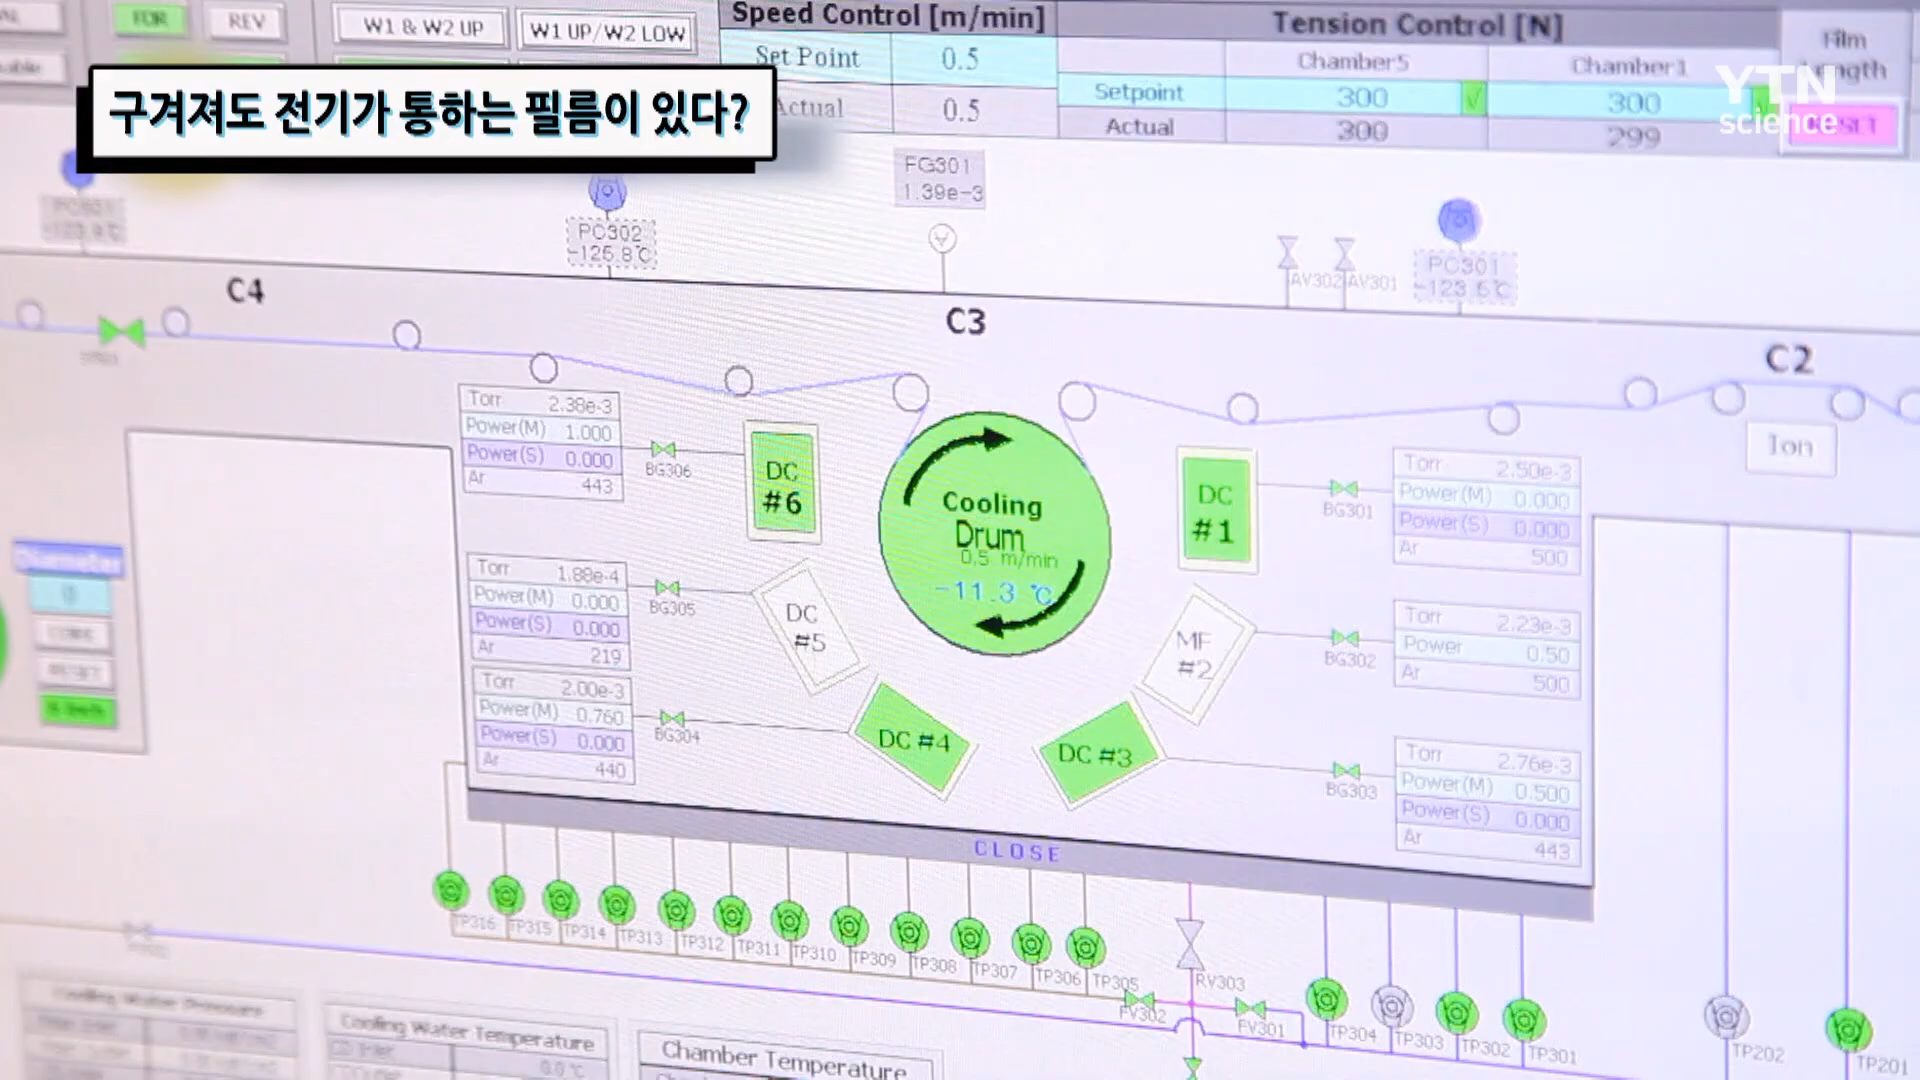 FOR
REV
W1 & W2 UP
W1 UP/W2 LOW
Speed Control [m/min]
Set Point
0.5
Actual
0.5
Tension Control [N]
Chamber5
Chamber1
Setpoint
300
√
300
Actual
300
299
Film
Length
YTN
science
구겨져도 전기가 통하는 필름이 있다?
PC302
-125.8℃
FG301
1.39e-3
AV302
AV301
PC301
-123.6℃
C4
C3
C2
Ion
Torr 2.38e-3
Power(M) 1.000
Power(S) 0.000
Ar 443
BG306
DC
#6
Cooling
Drum
0.5 m/min
-11.3 ℃
DC
#1
BG301
Torr 2.50e-3
Power(M) 0.000
Power(S) 0.000
Ar 500
Torr 1.88e-4
Power(M) 0.000
Power(S) 0.000
Ar 219
BG305
DC
#5
MF
#2
BG302
Torr 2.23e-3
Power 0.50
Ar 500
Torr 2.00e-3
Power(M) 0.760
Power(S) 0.000
Ar 440
BG304
DC #4
DC #3
BG303
Torr 2.76e-3
Power(M) 0.500
Power(S) 0.000
Ar 443
Diameter
CLOSE
TP316
TP315
TP314
TP313
TP312
TP311
TP310
TP309
TP308
TP307
TP306
TP305
RV303
FV302
FV301
TP304
TP303
TP302
TP301
TP202
TP201
Cooling Water Pressure
Cooling Water Temperature
0.0 ℃
Chamber Temperature